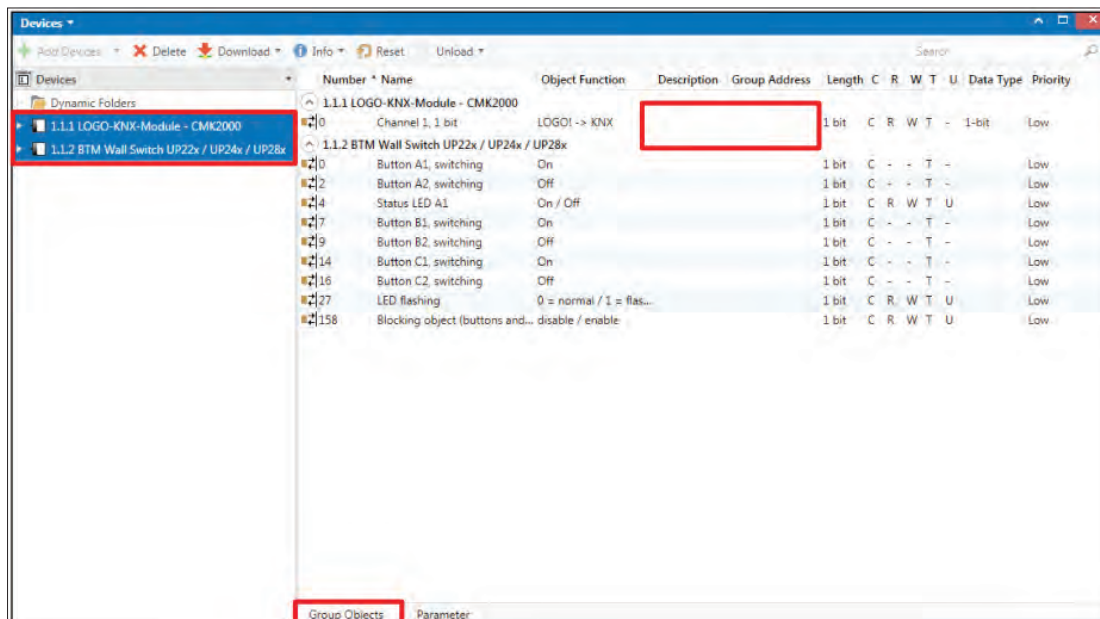 Devices
Add Devices Delete Download Info Reset Unload Search
Devices
Dynamic Folders
1.1.1 LOGO-KNX-Module - CMK2000
1.1.2 BTM Wall Switch UP22x / UP24x / UP28x
Number Name Object Function Description Group Address Length C R W T U Data Type Priority
1.1.1 LOGO-KNX-Module - CMK2000
0 Channel 1, 1 bit LOGO! -> KNX 1 bit C R W T - 1-bit Low
1.1.2 BTM Wall Switch UP22x / UP24x / UP28x
0 Button A1, switching On 1 bit C - - T - Low
2 Button A2, switching Off 1 bit C - - T - Low
4 Status LED A1 On / Off 1 bit C R W T U Low
7 Button B1, switching On 1 bit C - - T - Low
9 Button B2, switching Off 1 bit C - - T - Low
14 Button C1, switching On 1 bit C - - T - Low
16 Button C2, switching Off 1 bit C - - T - Low
27 LED flashing 0 = normal / 1 = flas... 1 bit C R W T U Low
158 Blocking object (buttons and... disable / enable 1 bit C R W T U Low
Group Objects Parameter